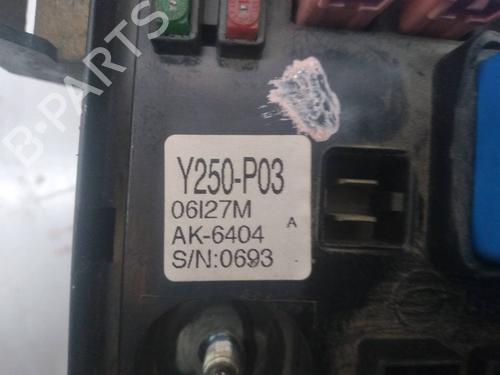 Y250-P03
06I27M
AK-6404 A
S/N:0693
B-PARTS